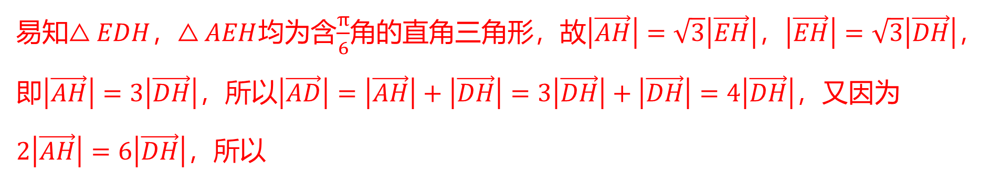 易知△EDH，△AEH均为含$\frac{\pi}{6}$角的直角三角形，故$|\overrightarrow{AH}|=\sqrt{3}|\overrightarrow{EH}|$，$|\overrightarrow{EH}|=\sqrt{3}|\overrightarrow{DH}|$，
即$|\overrightarrow{AH}|=3|\overrightarrow{DH}|$，所以$|\overrightarrow{AD}|=|\overrightarrow{AH}|+|\overrightarrow{DH}|=3|\overrightarrow{DH}|+|\overrightarrow{DH}|=4|\overrightarrow{DH}|$，又因为
$2|\overrightarrow{AH}|=6|\overrightarrow{DH}|$，所以